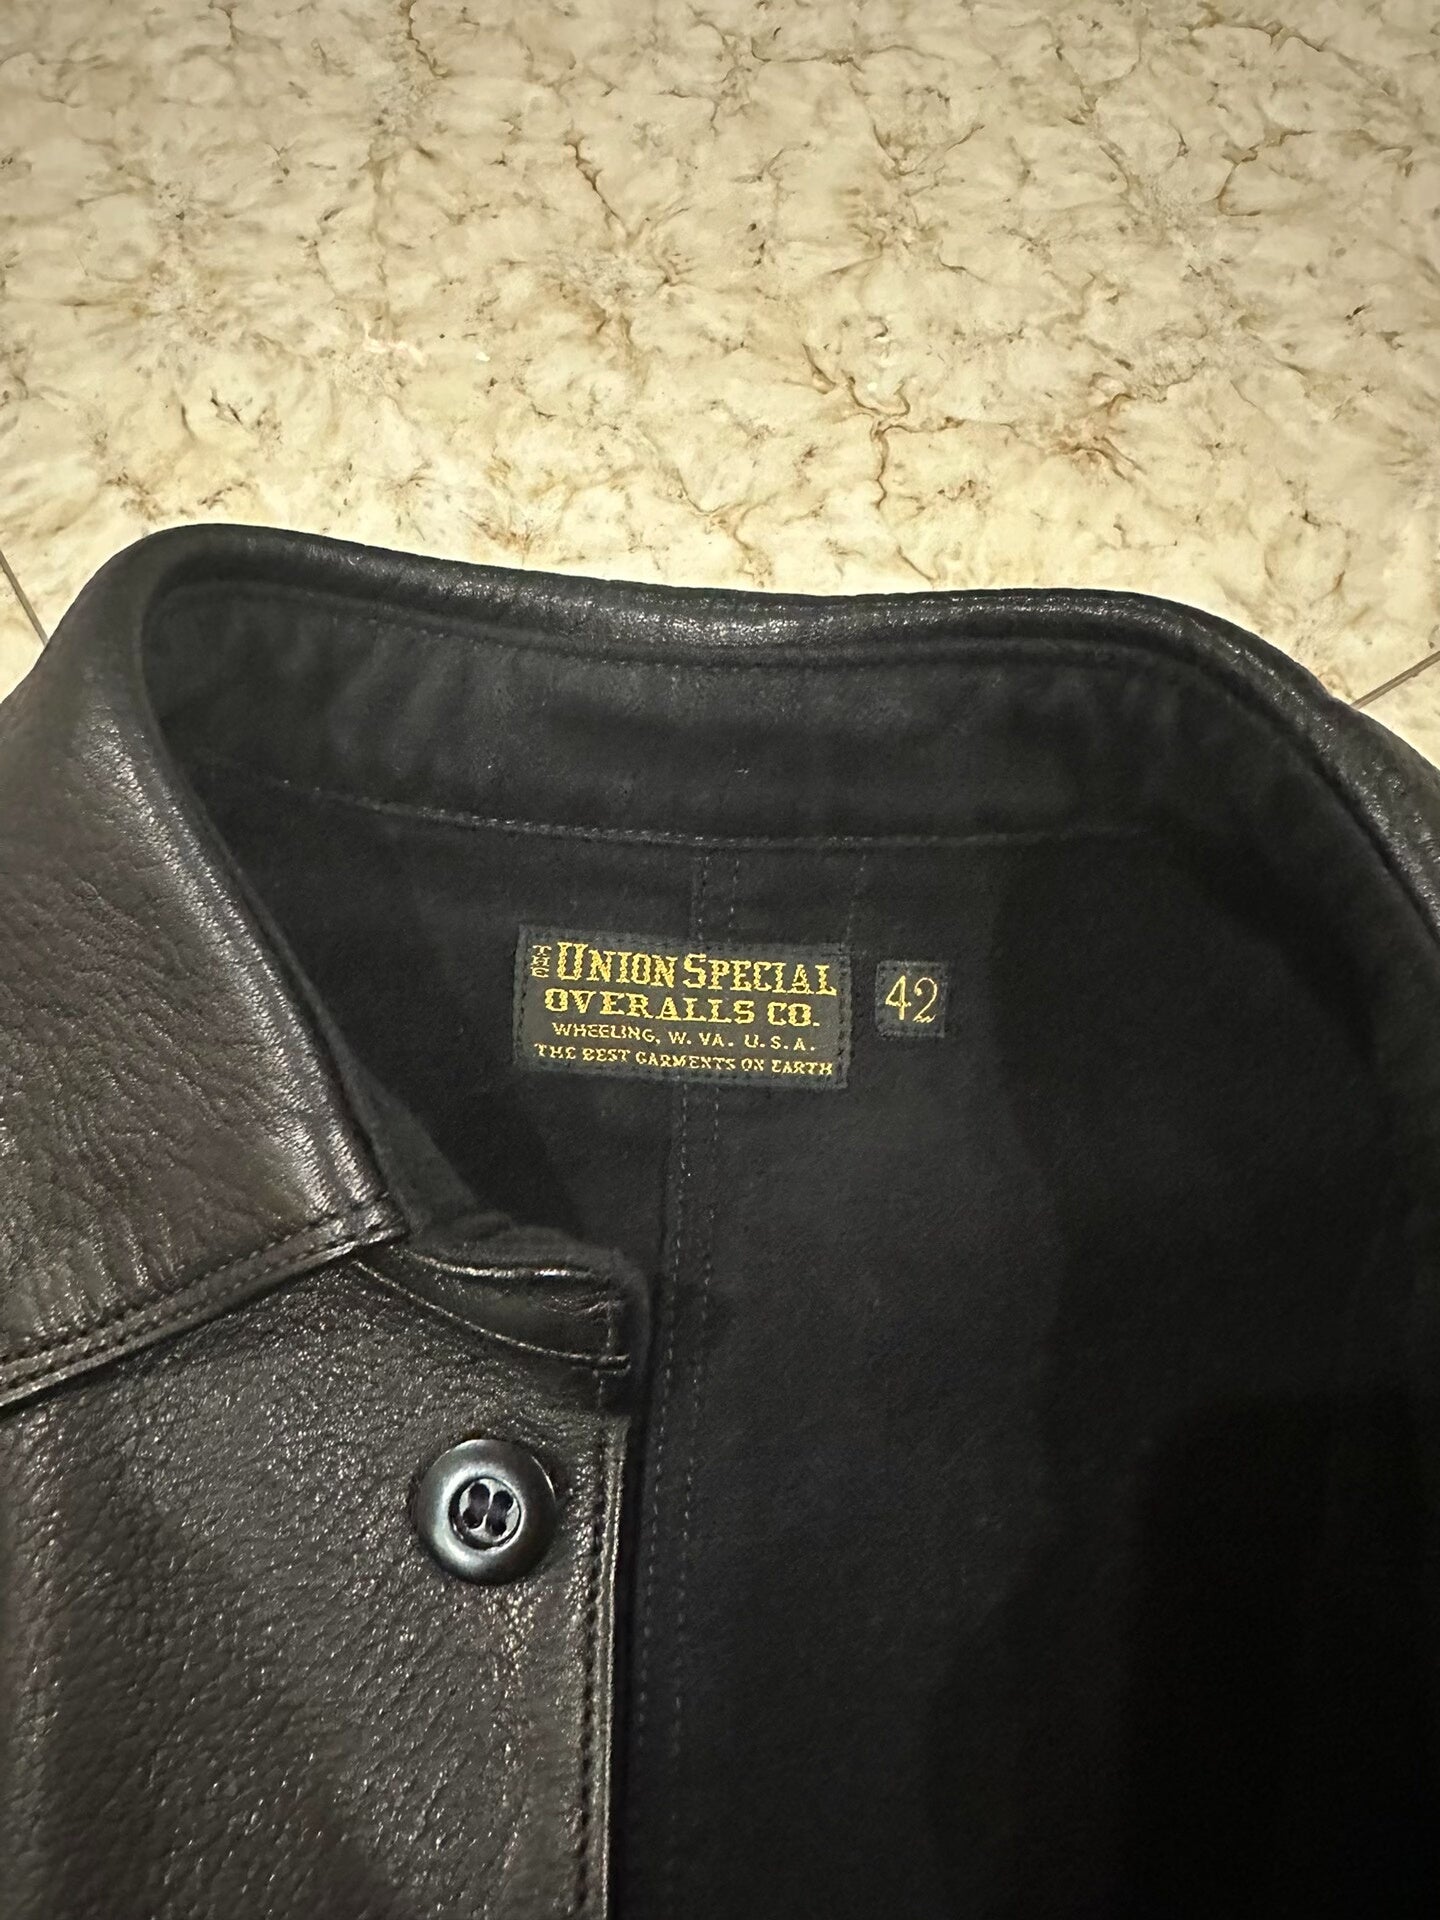 THE UNION SPECIAL
OVERALLS CO.
WHEELING, W. VA. U.S.A.
THE BEST GARMENTS ON EARTH
42